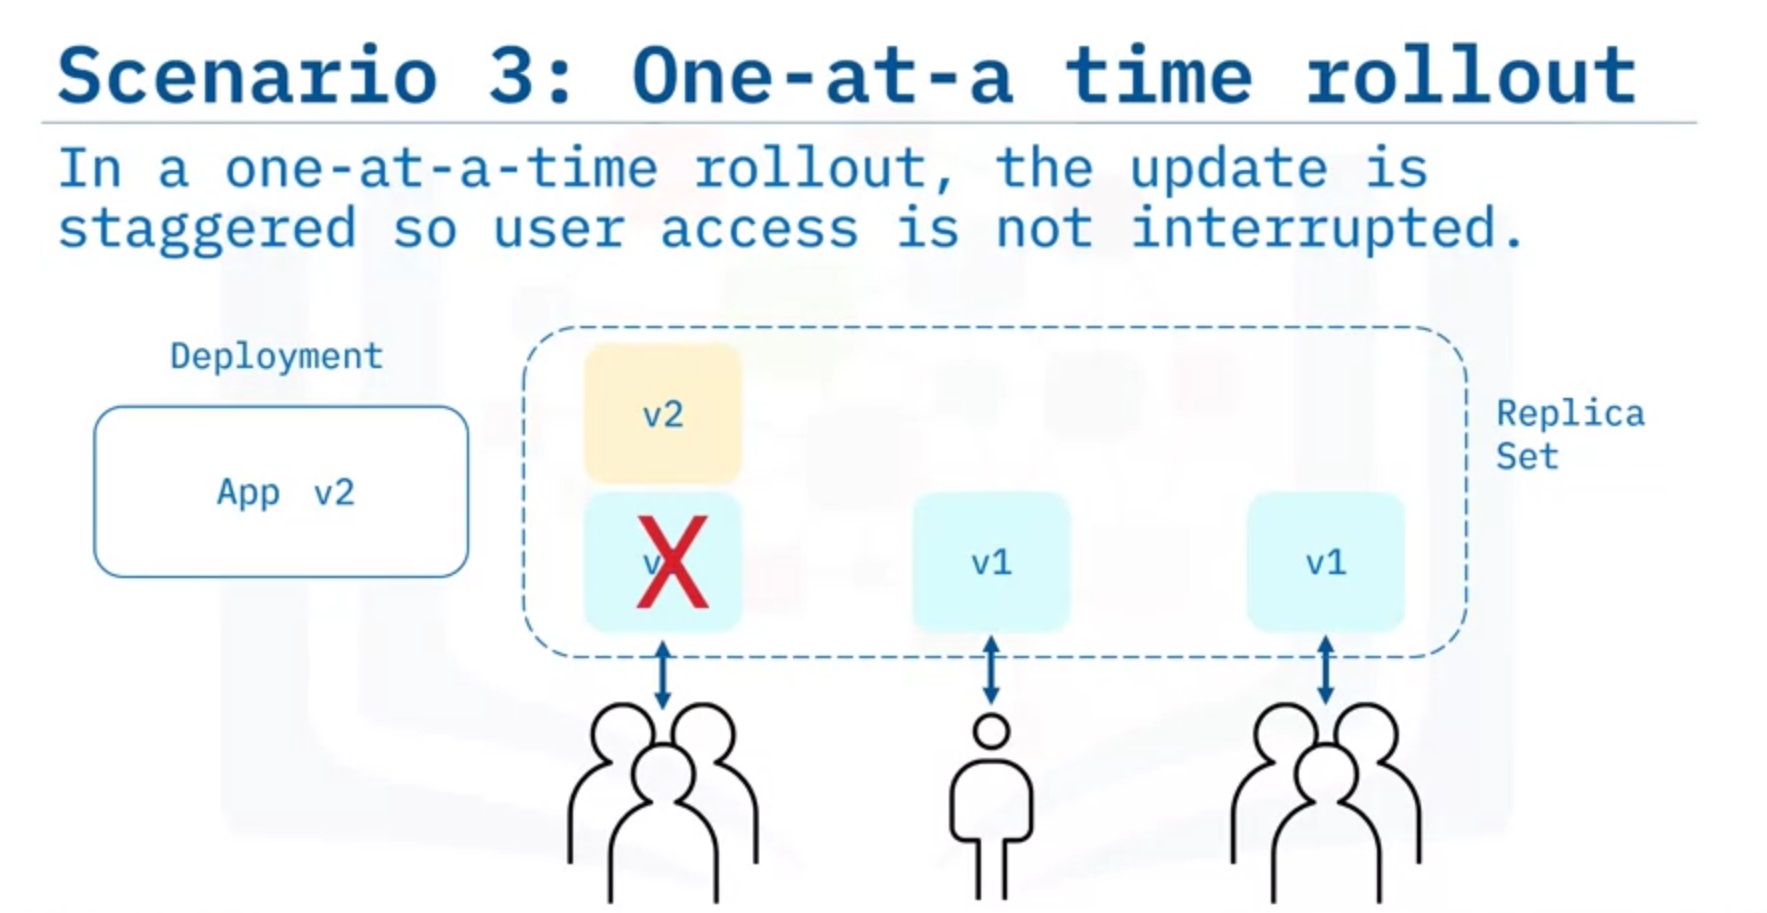 Scenario 3: One-at-a time rollout
In a one-at-a-time rollout, the update is
staggered so user access is not interrupted.
Deployment
App v2
v2
v
X
v1
v1
Replica
Set